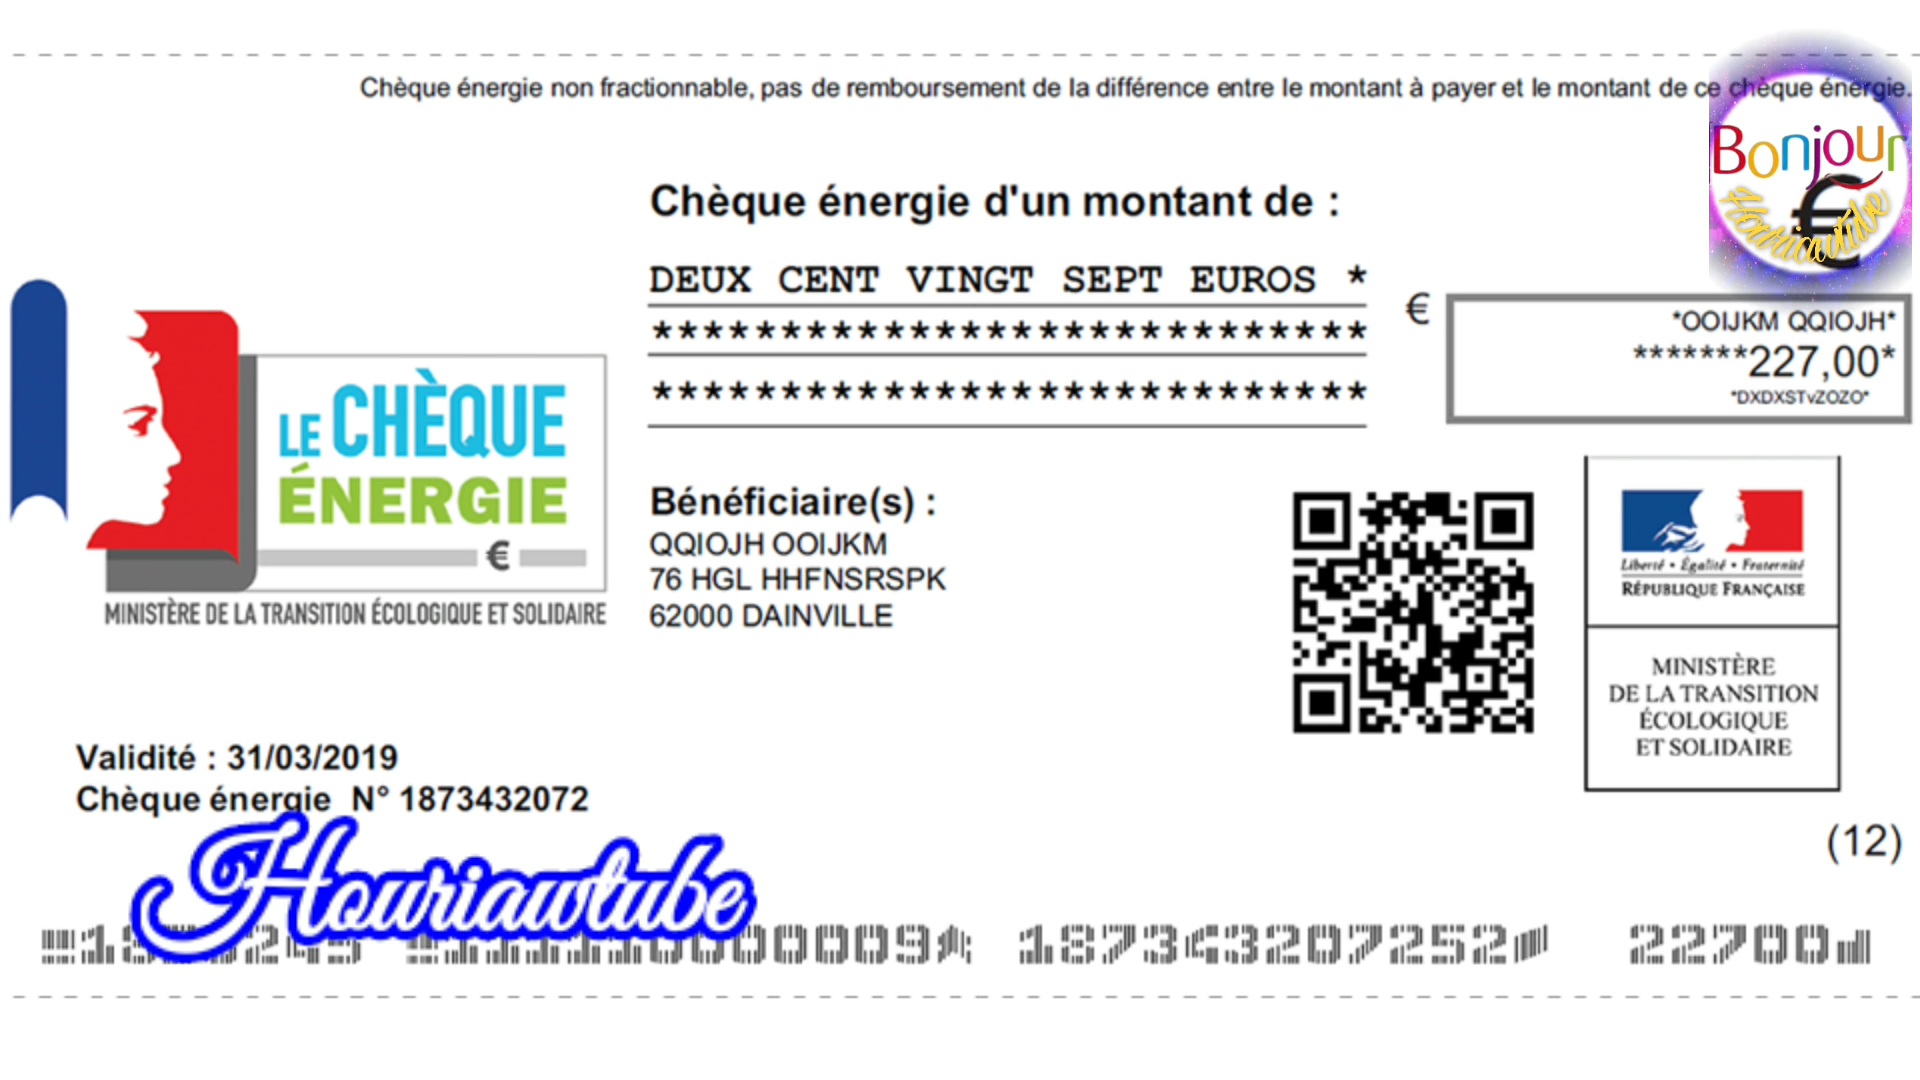 Chèque énergie non fractionnable, pas de remboursement de la différence entre le montant à payer et le montant de ce chèque énergie.
Bonjour
€
Houriawtube
Chèque énergie d'un montant de :
DEUX CENT VINGT SEPT EUROS *
****************************
****************************
€
*OOIJKM QQIOJH*
*******227,00*
*DXDXSTvZOZO*
LE CHÈQUE
ÉNERGIE
€
MINISTÈRE DE LA TRANSITION ÉCOLOGIQUE ET SOLIDAIRE
Bénéficiaire(s) :
QQIOJH OOIJKM
76 HGL HHFNSRSPK
62000 DAINVILLE
Liberté • Égalité • Fraternité
RÉPUBLIQUE FRANÇAISE
MINISTÈRE
DE LA TRANSITION
ÉCOLOGIQUE
ET SOLIDAIRE
Validité : 31/03/2019
Chèque énergie N° 1873432072
(12)
Houriawtube
187343207252 22700